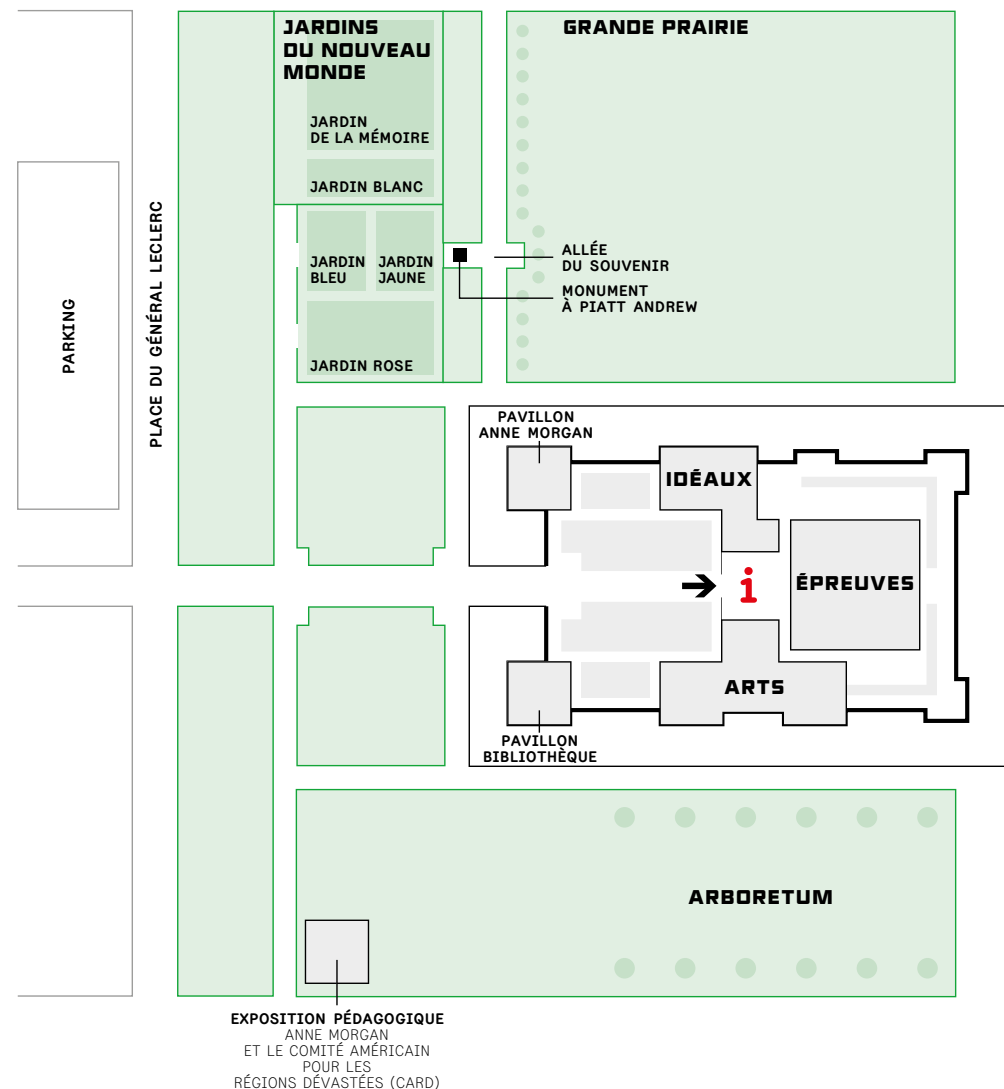 JARDINS
DU NOUVEAU
MONDE
GRANDE PRAIRIE
JARDIN
DE LA MÉMOIRE
JARDIN BLANC
JARDIN
BLEU
JARDIN
JAUNE
JARDIN ROSE
ALLÉE
DU SOUVENIR
MONUMENT
À PIATT ANDREW
PARKING
PLACE DU GÉNÉRAL LECLERC
PAVILLON
ANNE MORGAN
IDÉAUX
i
ÉPREUVES
ARTS
PAVILLON
BIBLIOTHÈQUE
ARBORETUM
EXPOSITION PÉDAGOGIQUE
ANNE MORGAN
ET LE COMITÉ AMÉRICAIN
POUR LES
RÉGIONS DÉVASTÉES (CARD)